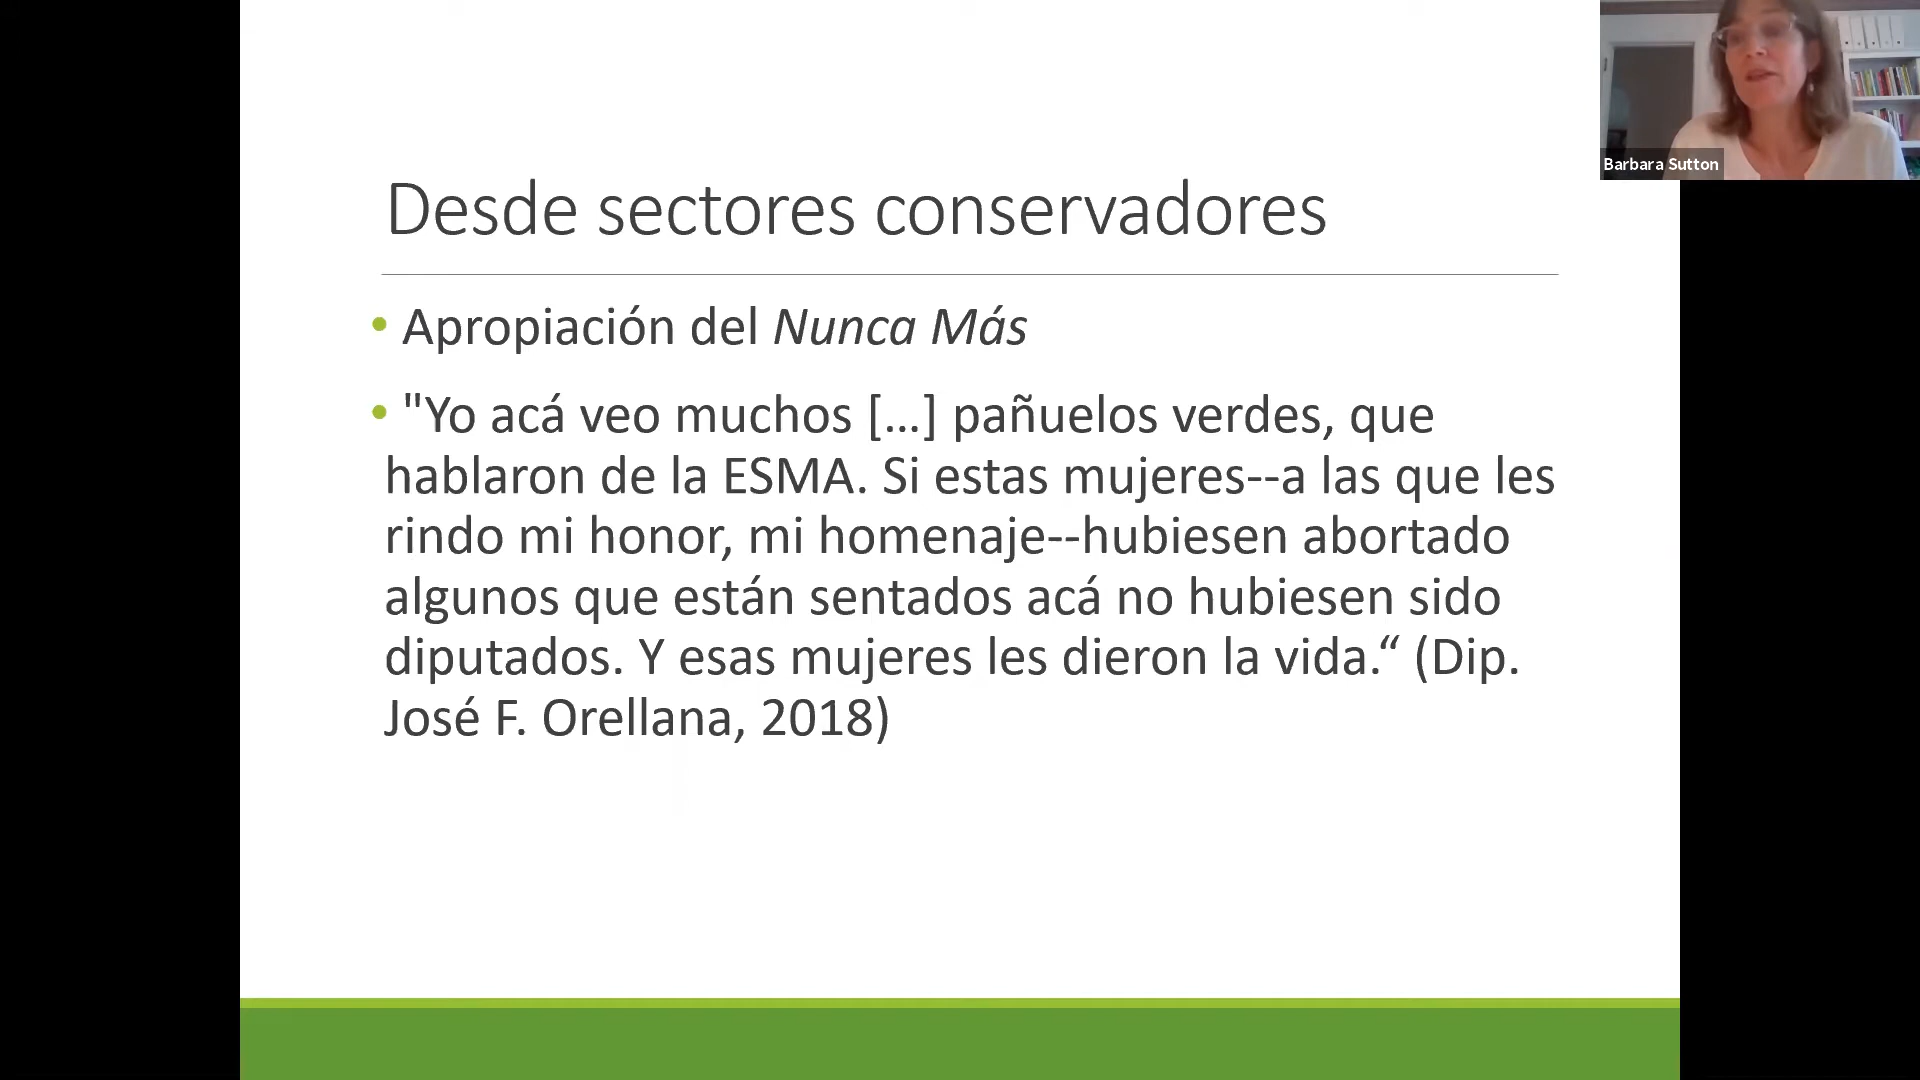 Barbara Sutton
Desde sectores conservadores
• Apropiación del Nunca Más
• "Yo acá veo muchos [...] pañuelos verdes, que
hablaron de la ESMA. Si estas mujeres--a las que les
rindo mi honor, mi homenaje--hubiesen abortado
algunos que están sentados acá no hubiesen sido
diputados. Y esas mujeres les dieron la vida.“ (Dip.
José F. Orellana, 2018)